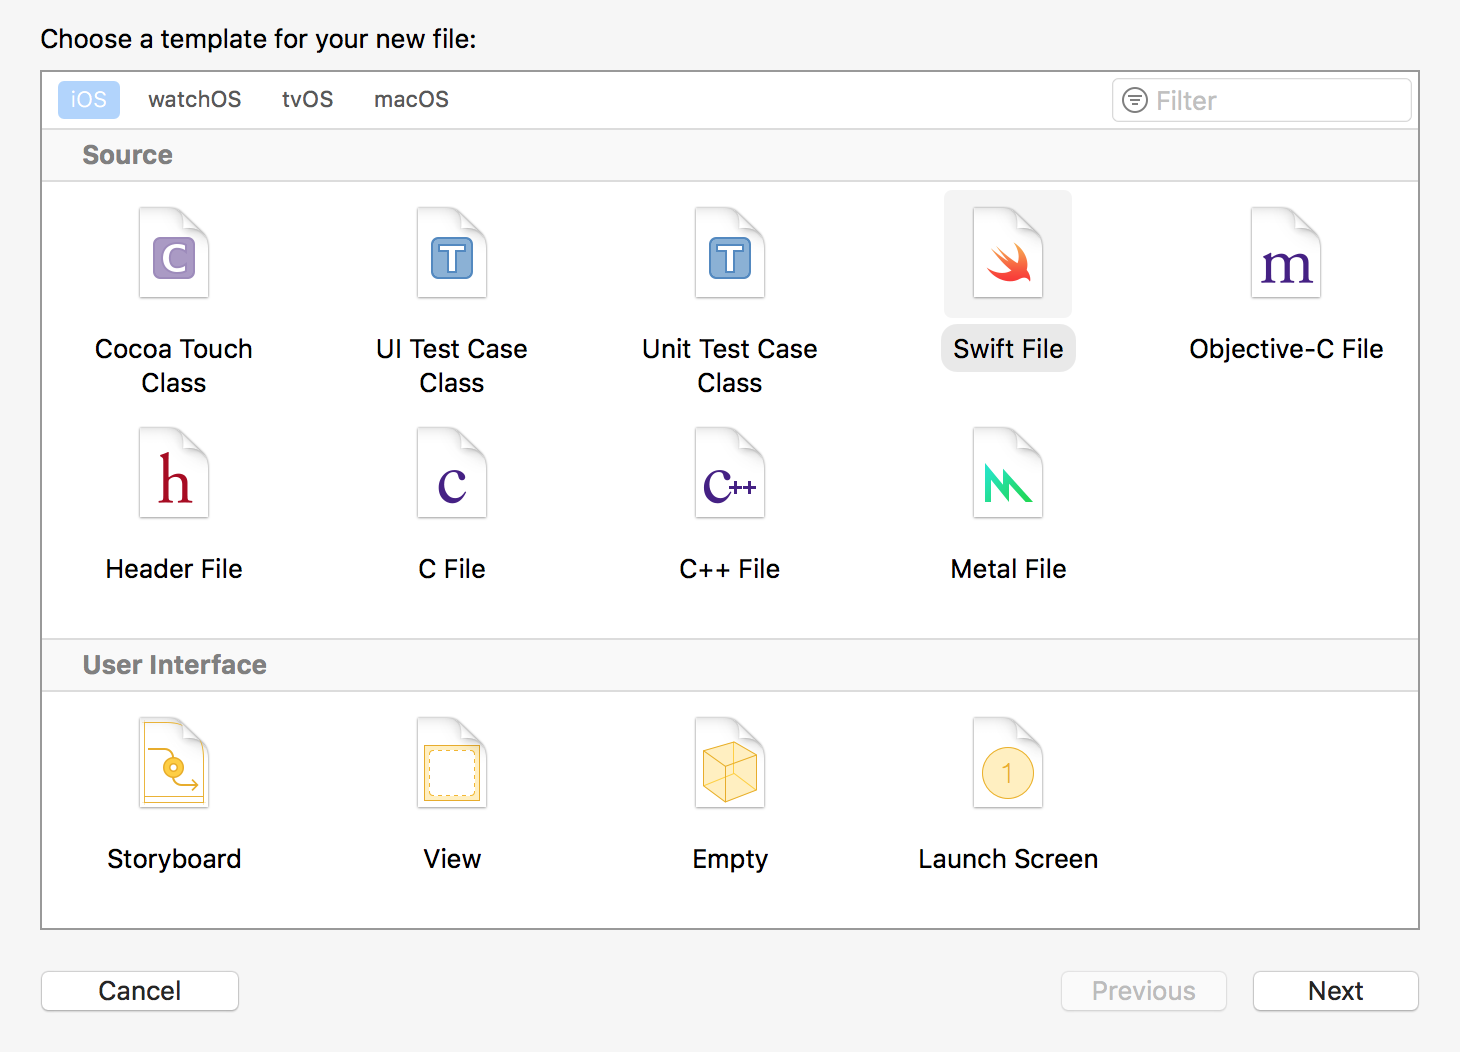 Choose a template for your new file:
iOS watchOS tvOS macOS Filter
Source
C T T m
Cocoa Touch Class
UI Test Case Class
Unit Test Case Class
Swift File
Objective-C File
h c c++
Header File
C File
C++ File
Metal File
User Interface
1
Storyboard
View
Empty
Launch Screen
Cancel Previous Next